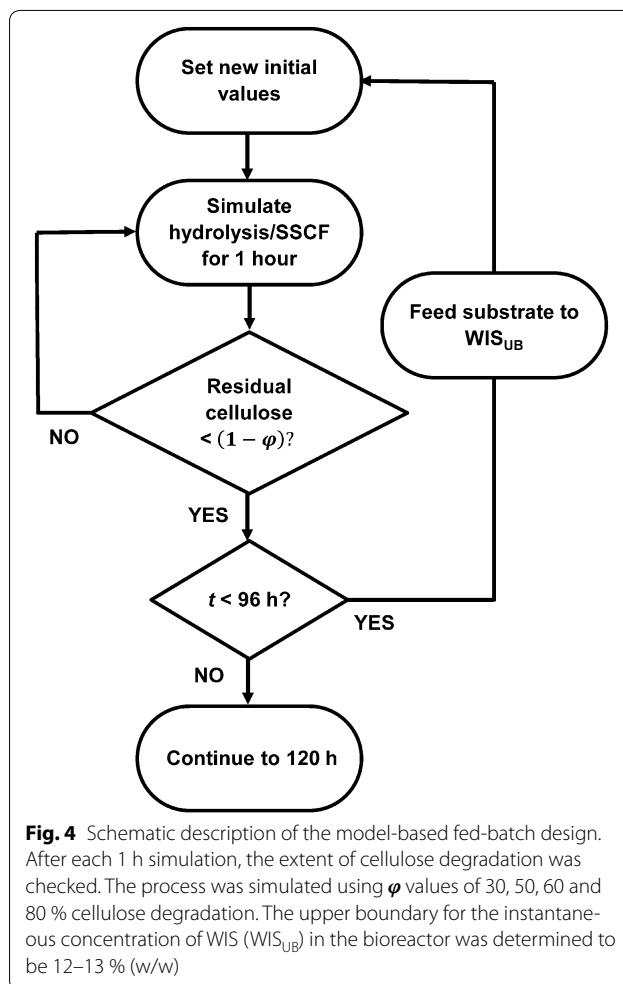 Set new initial
values
Simulate
hydrolysis/SSCF
for 1 hour
Feed substrate to
WIS_UB
Residual
cellulose
< (1 − φ)?
NO
YES
t < 96 h?
YES
NO
Continue to 120 h
Fig. 4 Schematic description of the model-based fed-batch design.
After each 1 h simulation, the extent of cellulose degradation was
checked. The process was simulated using φ values of 30, 50, 60 and
80 % cellulose degradation. The upper boundary for the instantane-
ous concentration of WIS (WIS_UB) in the bioreactor was determined to
be 12–13 % (w/w)